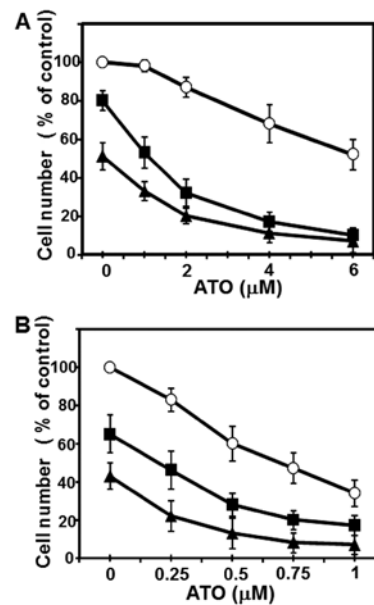 A
Cell number ( % of control)
100
80
60
40
20
0
0 2 4 6
ATO (μM)
B
Cell number ( % of control)
100
80
60
40
20
0
0 0.25 0.5 0.75 1
ATO (μM)